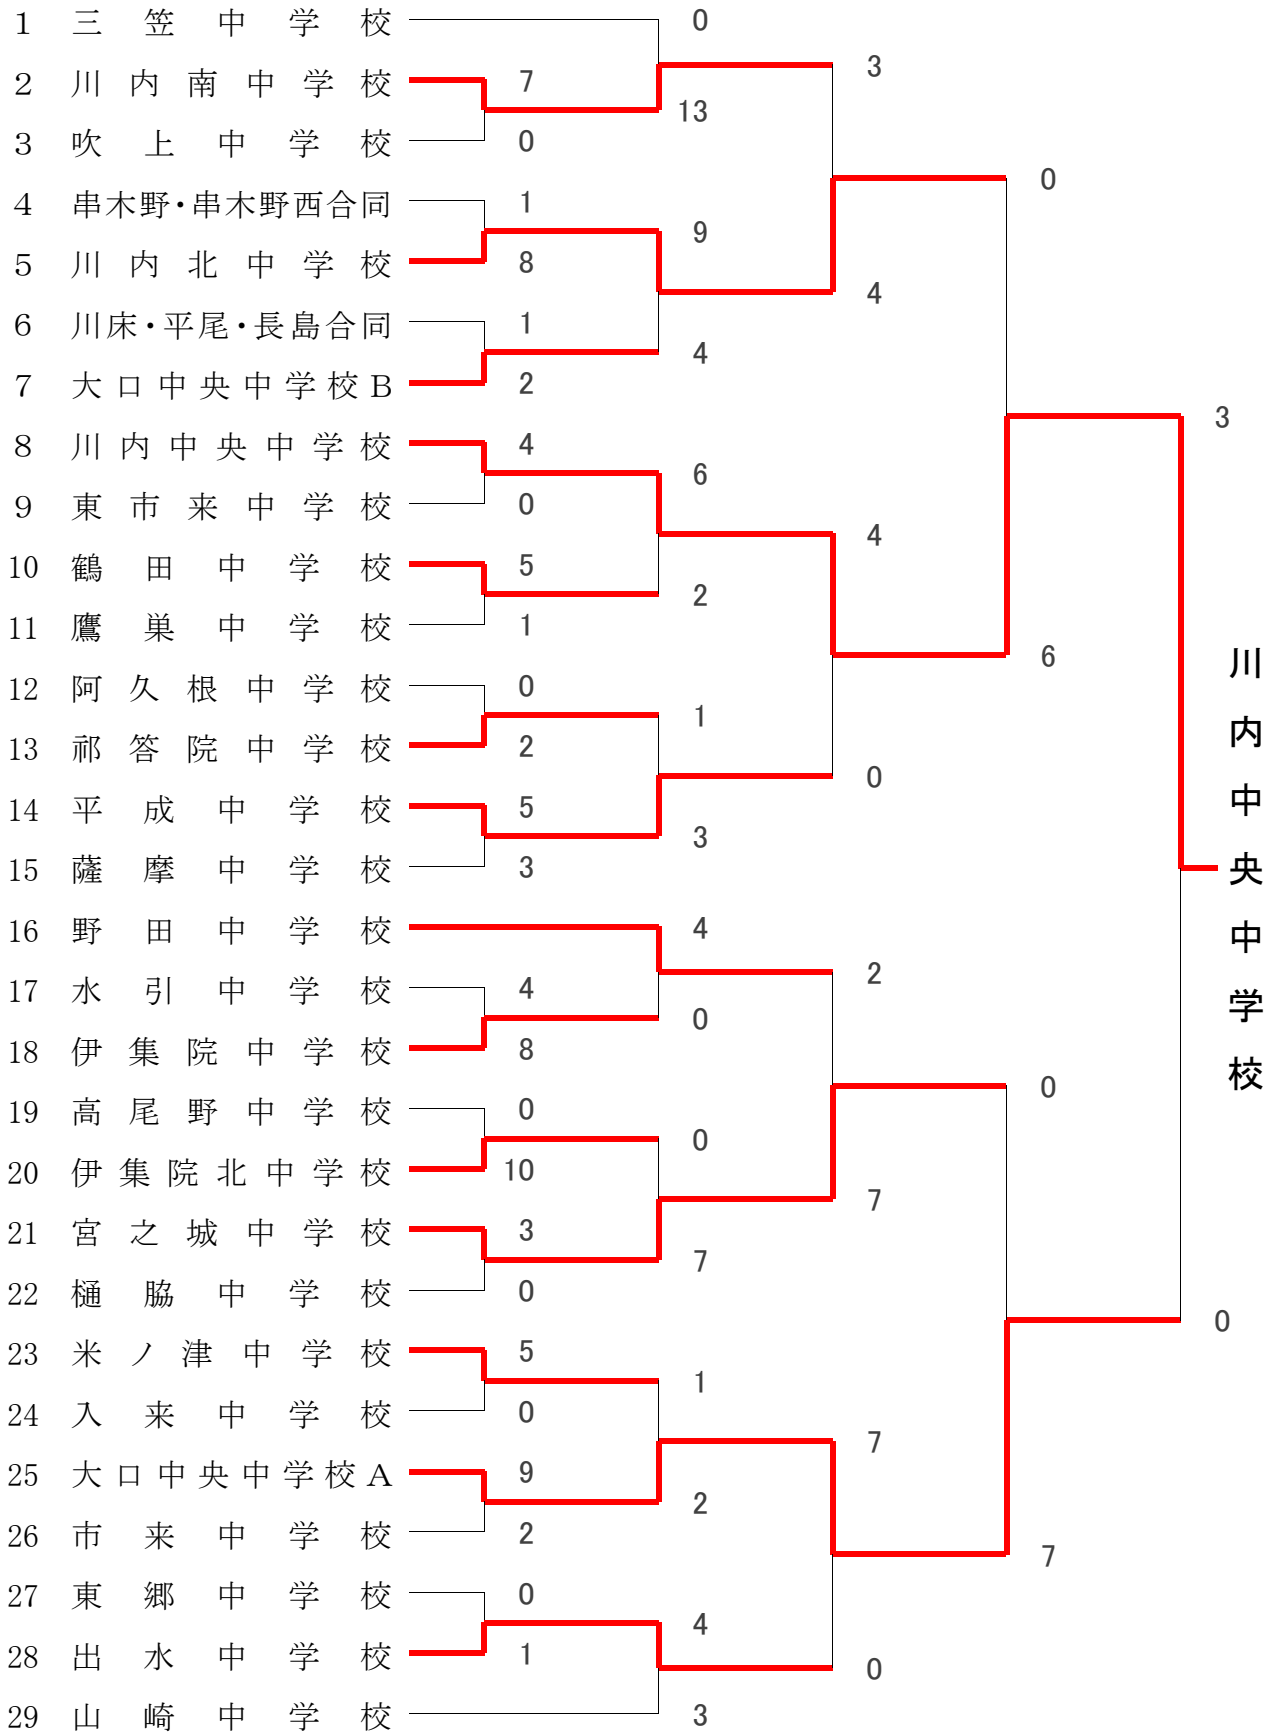 1 三笠中学校 0
3
2 川内南中学校 7
13
3 吹上中学校 0
0
4 串木野・串木野西合同 1
9
5 川内北中学校 8
4
6 川床・平尾・長島合同 1
4
7 大口中央中学校B 2
3
8 川内中央中学校 4
6
9 東市来中学校 0
4
10 鶴田中学校 5
2
11 鷹巣中学校 1
6
12 阿久根中学校 0
1
13 祁答院中学校 2
0
14 平成中学校 5
3
15 薩摩中学校 3
川内中央中学校
16 野田中学校 4
2
17 水引中学校 4
0
18 伊集院中学校 8
0
19 高尾野中学校 0
0
20 伊集院北中学校 10
7
21 宮之城中学校 3
7
22 樋脇中学校 0
0
23 米ノ津中学校 5
1
24 入来中学校 0
7
25 大口中央中学校A 9
2
26 市来中学校 2
7
27 東郷中学校 0
4
28 出水中学校 1
0
29 山崎中学校 3